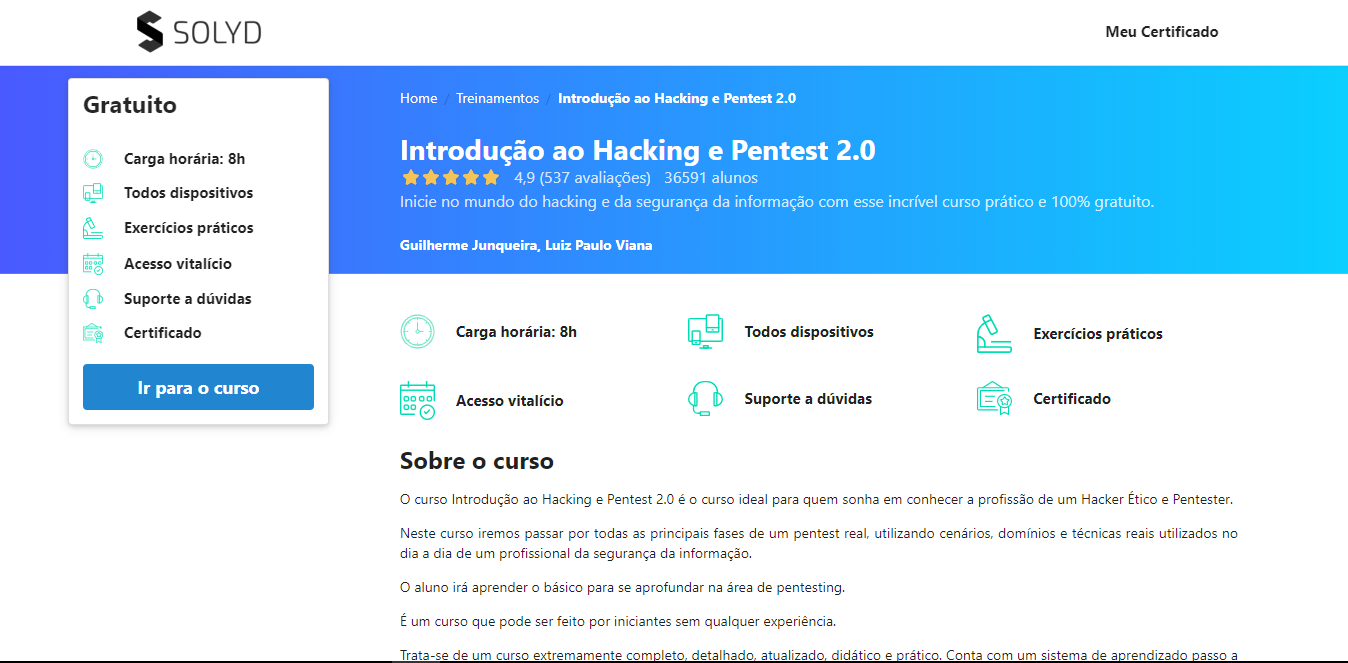 SOLYD
Meu Certificado
Gratuito
Carga horária: 8h
Todos dispositivos
Exercícios práticos
Acesso vitalício
Suporte a dúvidas
Certificado
Ir para o curso
Home / Treinamentos / Introdução ao Hacking e Pentest 2.0
Introdução ao Hacking e Pentest 2.0
4,9 (537 avaliações) 36591 alunos
Inicie no mundo do hacking e da segurança da informação com esse incrível curso prático e 100% gratuito.
Guilherme Junqueira, Luiz Paulo Viana
Carga horária: 8h
Todos dispositivos
Exercícios práticos
Acesso vitalício
Suporte a dúvidas
Certificado
Sobre o curso
O curso Introdução ao Hacking e Pentest 2.0 é o curso ideal para quem sonha em conhecer a profissão de um Hacker Ético e Pentester.
Neste curso iremos passar por todas as principais fases de um pentest real, utilizando cenários, domínios e técnicas reais utilizados no
dia a dia de um profissional da segurança da informação.
O aluno irá aprender o básico para se aprofundar na área de pentesting.
É um curso que pode ser feito por iniciantes sem qualquer experiência.
Trata-se de um curso extremamente completo, detalhado, atualizado, didático e prático. Conta com um sistema de aprendizado passo a